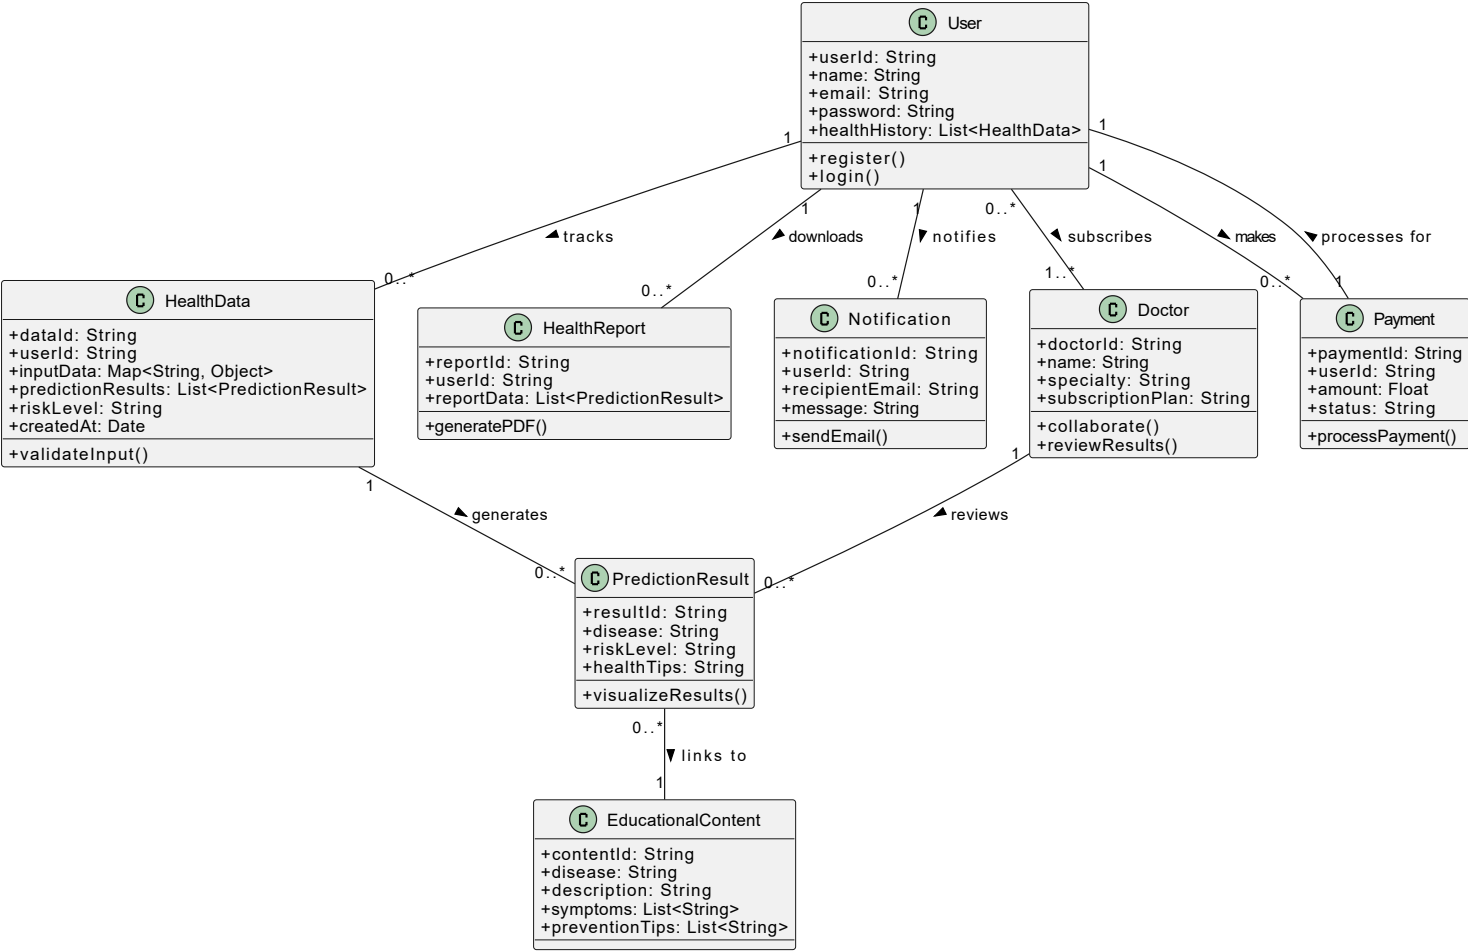 C User
+userId: String
+name: String
+email: String
+password: String
+healthHistory: List<HealthData>
+register()
+login()
1
1
1
1
1
0..*
tracks
downloads
notifies
subscribes
makes
processes for
0..*
0..*
0..*
1..*
0..*
1
C HealthData
+dataId: String
+userId: String
+inputData: Map<String, Object>
+predictionResults: List<PredictionResult>
+riskLevel: String
+createdAt: Date
+validateInput()
C HealthReport
+reportId: String
+userId: String
+reportData: List<PredictionResult>
+generatePDF()
C Notification
+notificationId: String
+userId: String
+recipientEmail: String
+message: String
+sendEmail()
C Doctor
+doctorId: String
+name: String
+specialty: String
+subscriptionPlan: String
+collaborate()
+reviewResults()
C Payment
+paymentId: String
+userId: String
+amount: Float
+status: String
+processPayment()
1
generates
0..*
1
reviews
0..*
C PredictionResult
+resultId: String
+disease: String
+riskLevel: String
+healthTips: String
+visualizeResults()
0..*
links to
1
C EducationalContent
+contentId: String
+disease: String
+description: String
+symptoms: List<String>
+preventionTips: List<String>